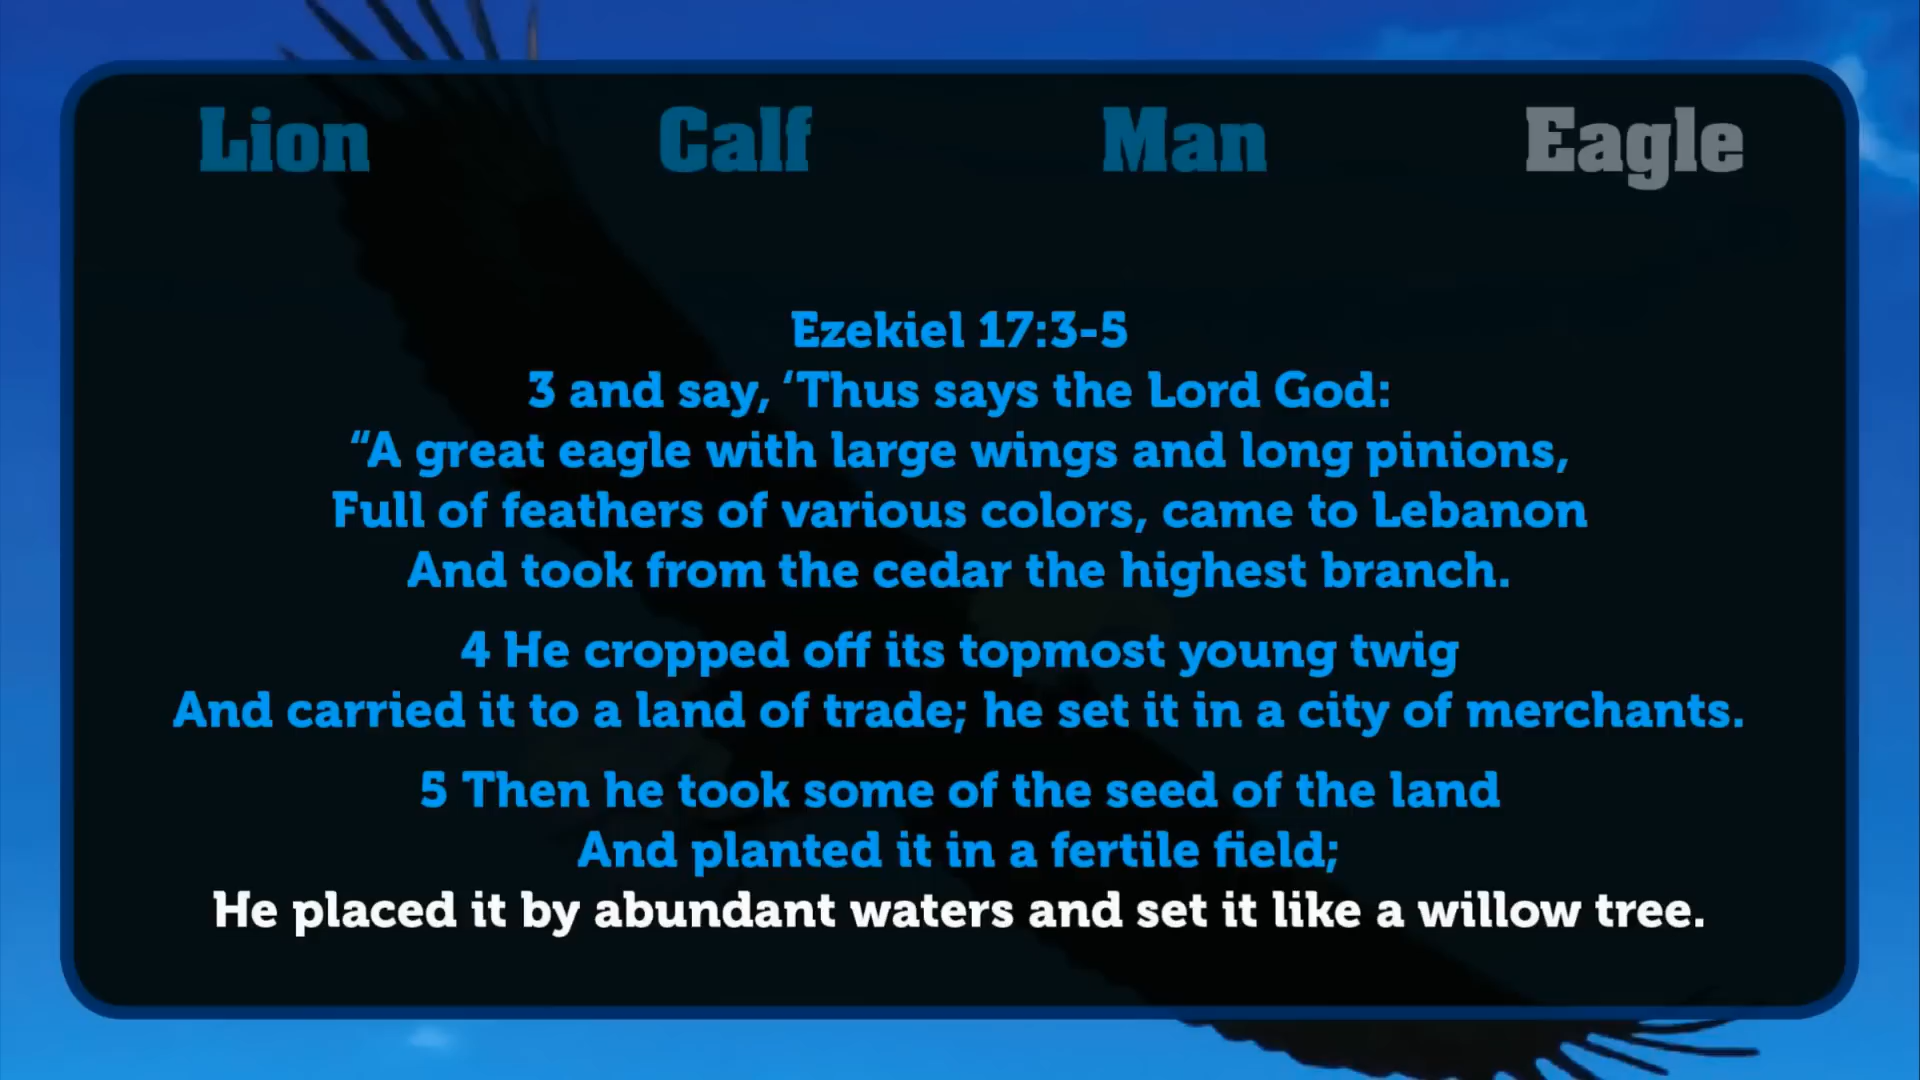 Lion Calf Man Eagle
Ezekiel 17:3-5
3 and say, ‘Thus says the Lord God:
“A great eagle with large wings and long pinions,
Full of feathers of various colors, came to Lebanon
And took from the cedar the highest branch.
4 He cropped off its topmost young twig
And carried it to a land of trade; he set it in a city of merchants.
5 Then he took some of the seed of the land
And planted it in a fertile field;
He placed it by abundant waters and set it like a willow tree.